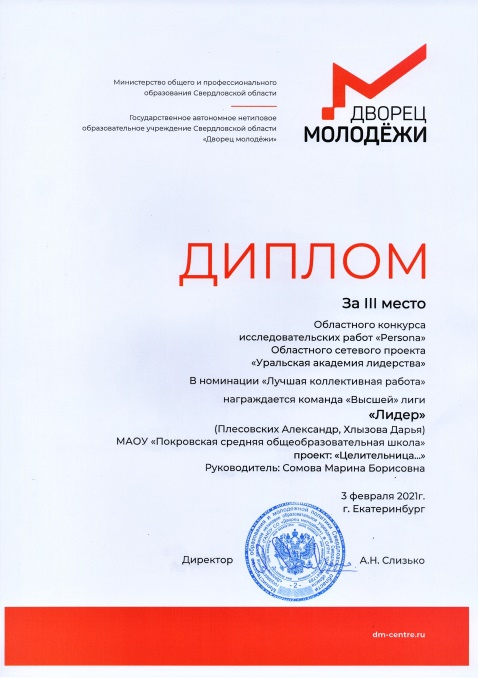 Министерство общего и профессионального
образования Свердловской области
Государственное автономное нетиповое
образовательное учреждение Свердловской области
«Дворец молодёжи»
ДВОРЕЦ
МОЛОДЁЖИ
ДИПЛОМ
За III место
Областного конкурса
исследовательских работ «Persona»
Областного сетевого проекта
«Уральская академия лидерства»
В номинации «Лучшая коллективная работа»
награждается команда «Высшей» лиги
«Лидер»
(Плесовских Александр, Хлызова Дарья)
МАОУ «Покровская средняя общеобразовательная школа»
проект: «Целительница...»
Руководитель: Сомова Марина Борисовна
3 февраля 2021г.
г. Екатеринбург
Директор
А.Н. Слизько
dm-centre.ru